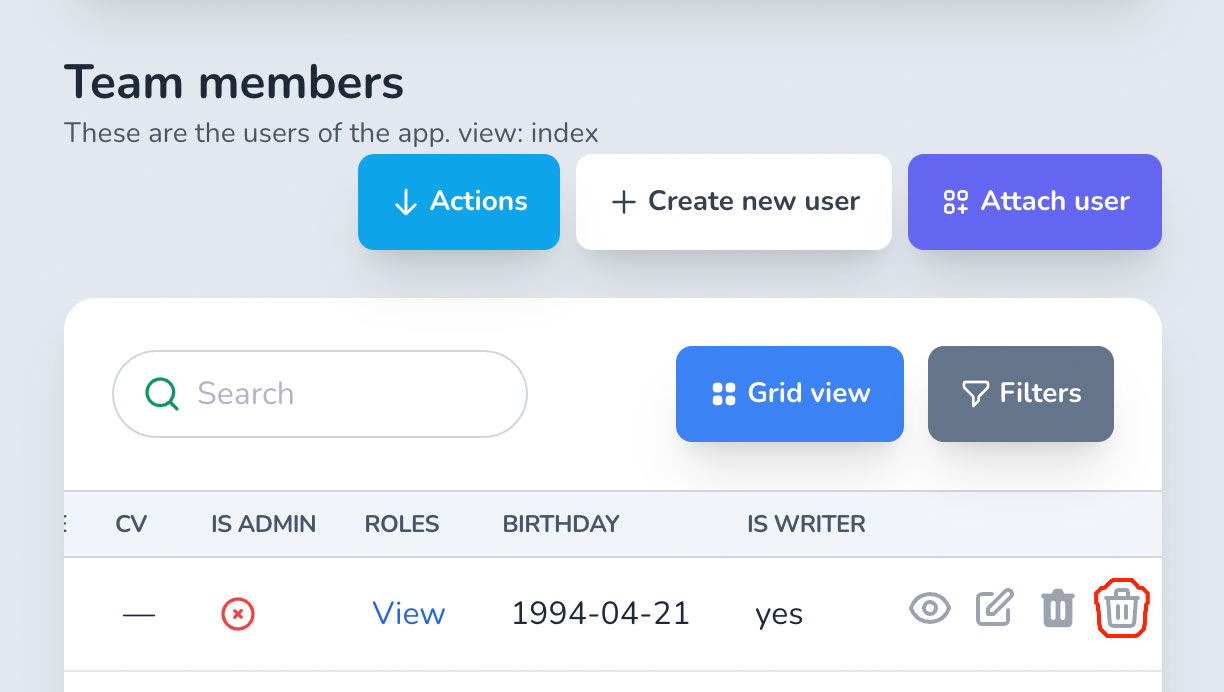 Team members
These are the users of the app. view: index
Actions
Create new user
Attach user
Search
Grid view
Filters
CV IS ADMIN ROLES BIRTHDAY IS WRITER
— View 1994-04-21 yes